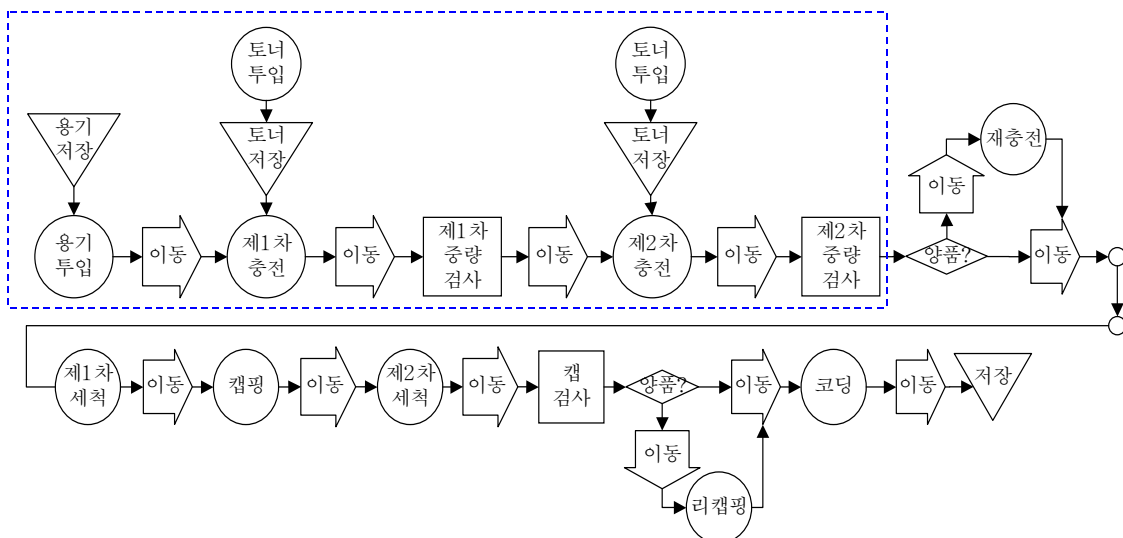 토너
투입
토너
투입
용기
저장
토너
저장
토너
저장
재충전
이동
용기
투입
이동
제1차
충전
이동
제1차
중량
검사
이동
제2차
충전
이동
제2차
중량
검사
양품?
이동
제1차
세척
이동
캡핑
이동
제2차
세척
이동
캡
검사
양품?
이동
코딩
이동
저장
이동
리캡핑